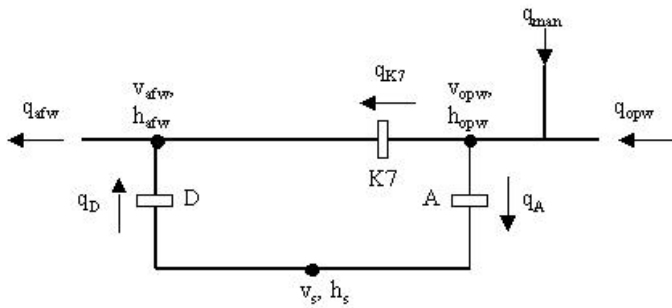 q_man
q_K7
v_afw,
h_afw
v_opw,
h_opw
q_afw
q_opw
K7
q_D
D
A
q_A
v_s, h_s